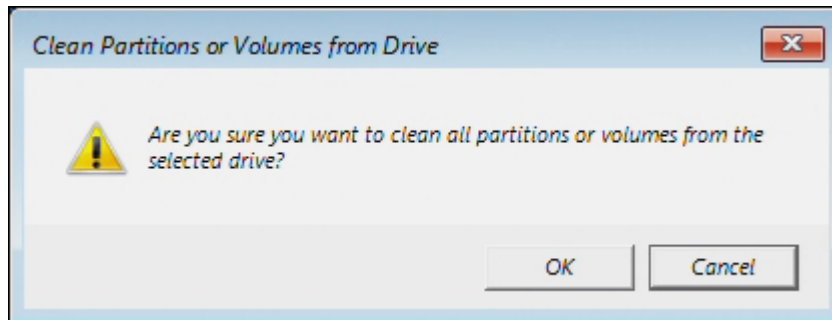 Clean Partitions or Volumes from Drive
Are you sure you want to clean all partitions or volumes from the
selected drive?
OK
Cancel